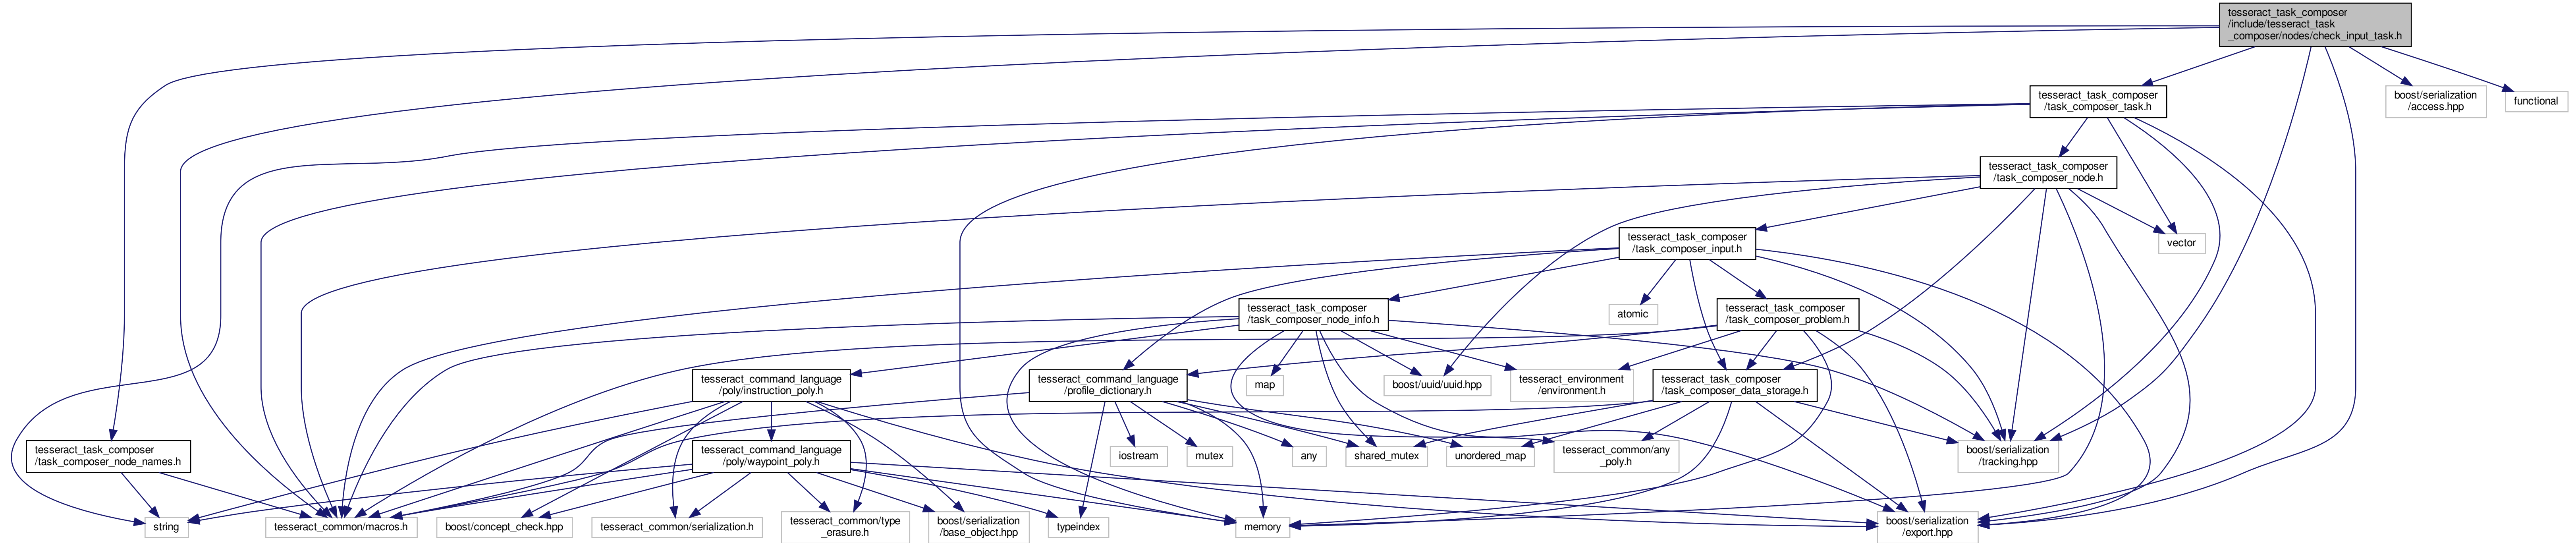 tesseract_task_composer
/include/tesseract_task
_composer/nodes/check_input_task.h
tesseract_task_composer
/task_composer_task.h
boost/serialization
/access.hpp
functional
tesseract_task_composer
/task_composer_node.h
tesseract_task_composer
/task_composer_input.h
vector
tesseract_task_composer
/task_composer_node_info.h
atomic
tesseract_task_composer
/task_composer_problem.h
tesseract_command_language
/poly/instruction_poly.h
tesseract_command_language
/profile_dictionary.h
map
boost/uuid/uuid.hpp
tesseract_environment
/environment.h
tesseract_task_composer
/task_composer_data_storage.h
tesseract_task_composer
/task_composer_node_names.h
tesseract_command_language
/poly/waypoint_poly.h
iostream
mutex
any
shared_mutex
unordered_map
tesseract_common/any
_poly.h
boost/serialization
/tracking.hpp
string
tesseract_common/macros.h
boost/concept_check.hpp
tesseract_common/serialization.h
tesseract_common/type
_erasure.h
boost/serialization
/base_object.hpp
typeindex
memory
boost/serialization
/export.hpp